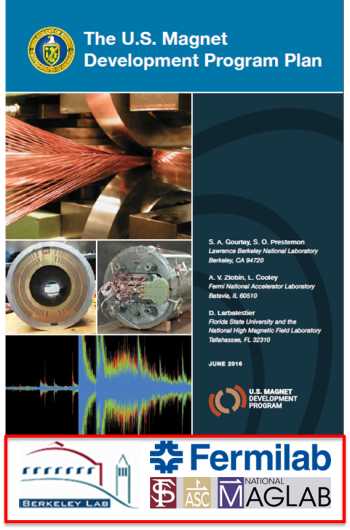 The U.S. Magnet
Development Program Plan
S. A. Gourlay, S. O. Prestemon
Lawrence Berkeley National Laboratory
Berkeley, CA 94720
A. V. Zlobin, L. Cooley
Fermi National Accelerator Laboratory
Batavia, IL 60510
D. Larbalestier
Florida State University and the
National High Magnetic Field Laboratory
Tallahassee, FL 32310
JUNE 2016
U.S. MAGNET
DEVELOPMENT
PROGRAM
BERKELEY LAB
Fermilab
FS
ASC
NATIONAL
MAGLAB